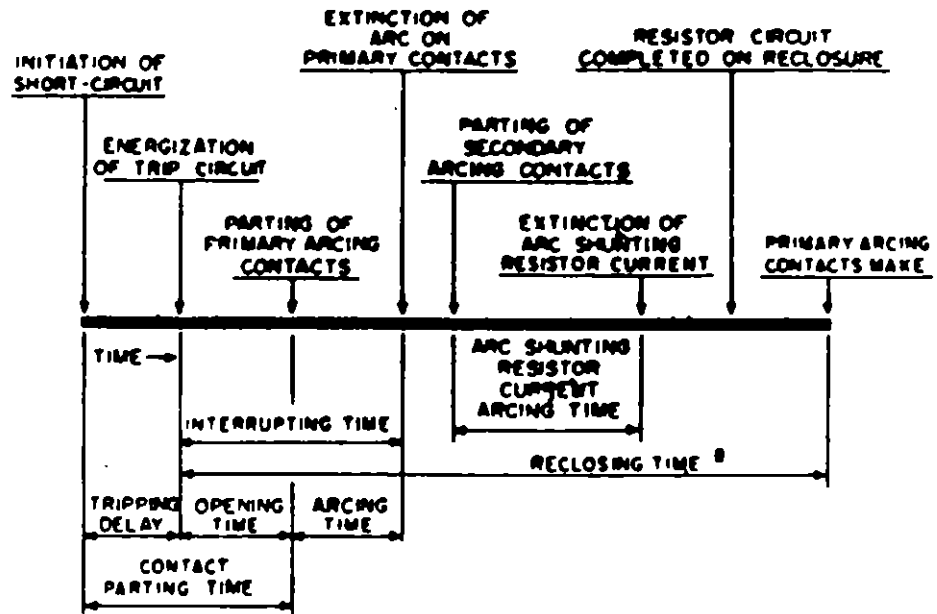 INITIATION OF
SHORT-CIRCUIT
ENERGIZATION
OF TRIP CIRCUIT
PARTING OF
PRIMARY ARCING
CONTACTS
EXTINCTION OF
ARC ON
PRIMARY CONTACTS
PARTING OF
SECONDARY
ARCING CONTACTS
EXTINCTION OF
ARC SHUNTING
RESISTOR CURRENT
RESISTOR CIRCUIT
COMPLETED ON RECLOSURE
PRIMARY ARCING
CONTACTS MAKE
TIME
ARC SHUNTING
RESISTOR
CURRENT
ARCING TIME
INTERRUPTING TIME
RECLOSING TIME
TRIPPING
DELAY
OPENING
TIME
ARCING
TIME
CONTACT
PARTING TIME